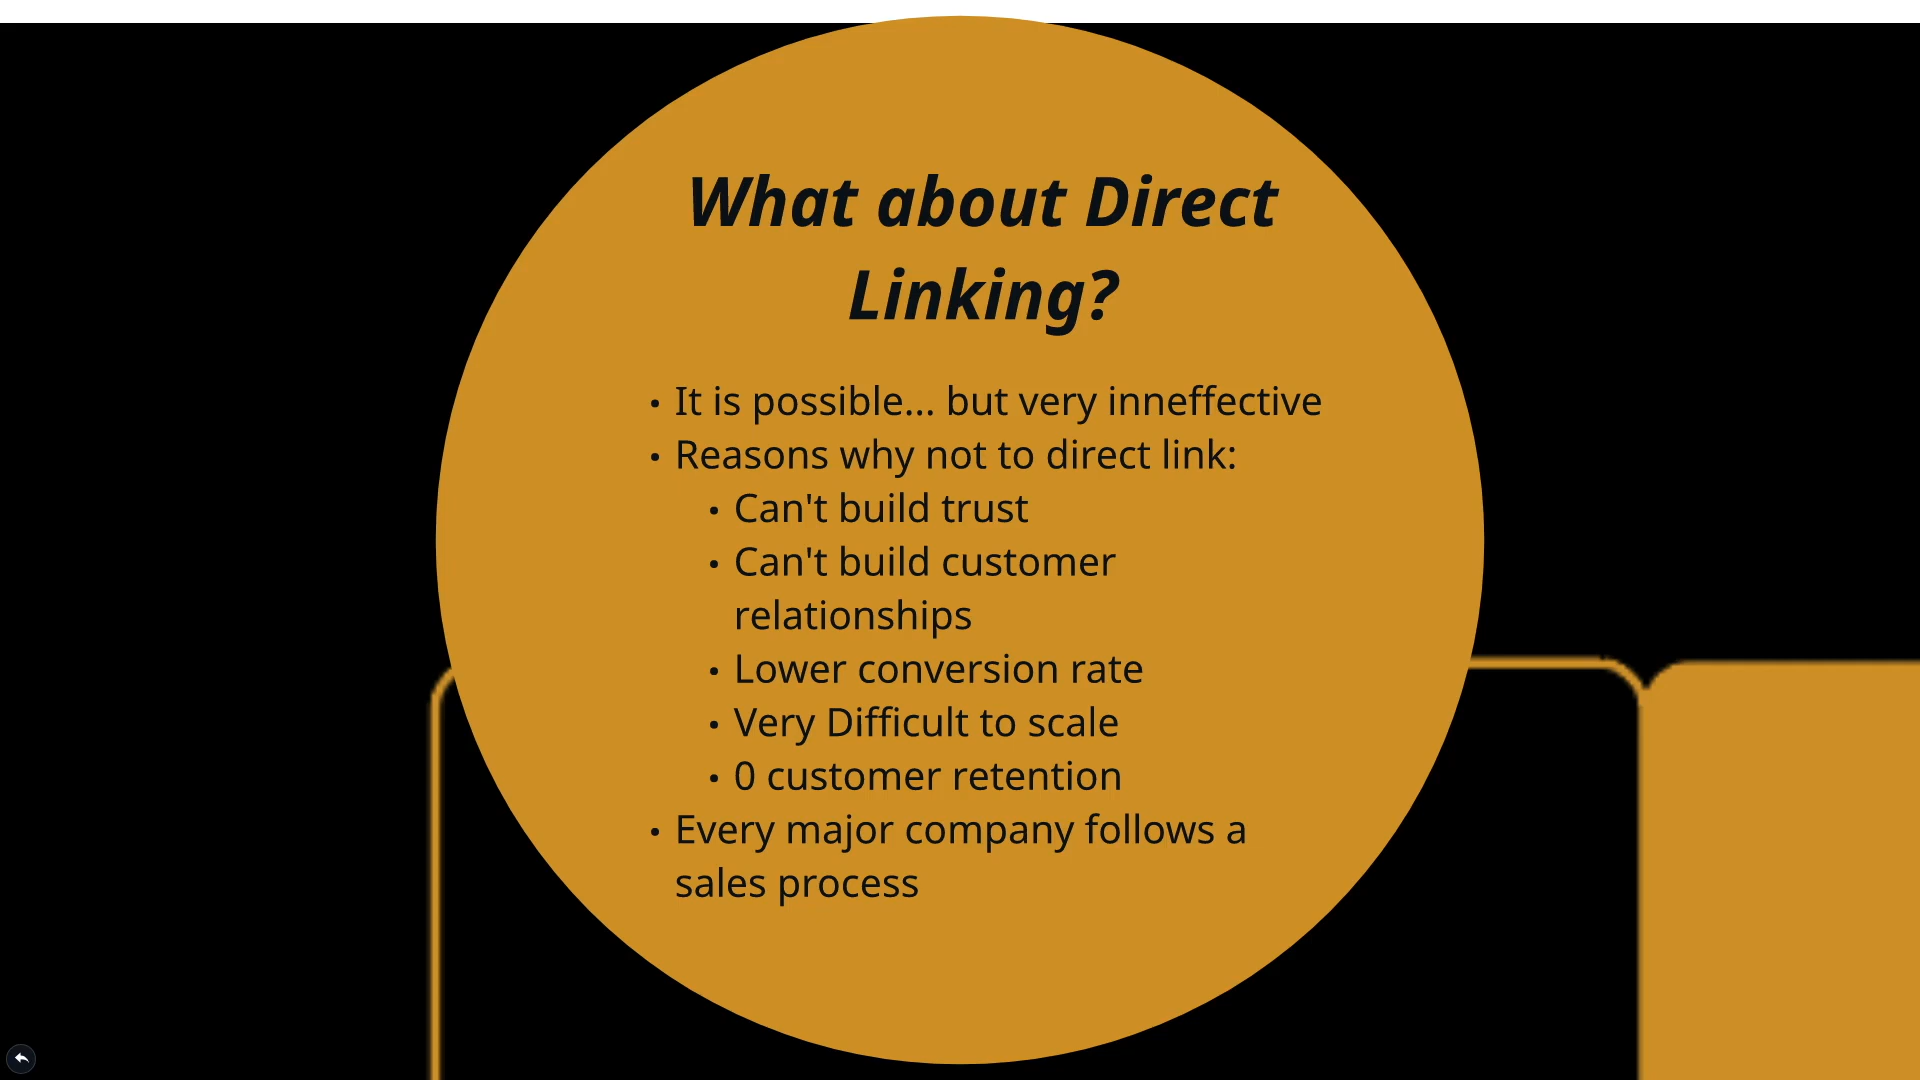 What about Direct
Linking?
• It is possible... but very inneffective
• Reasons why not to direct link:
• Can't build trust
• Can't build customer
relationships
• Lower conversion rate
• Very Difficult to scale
• 0 customer retention
• Every major company follows a
sales process